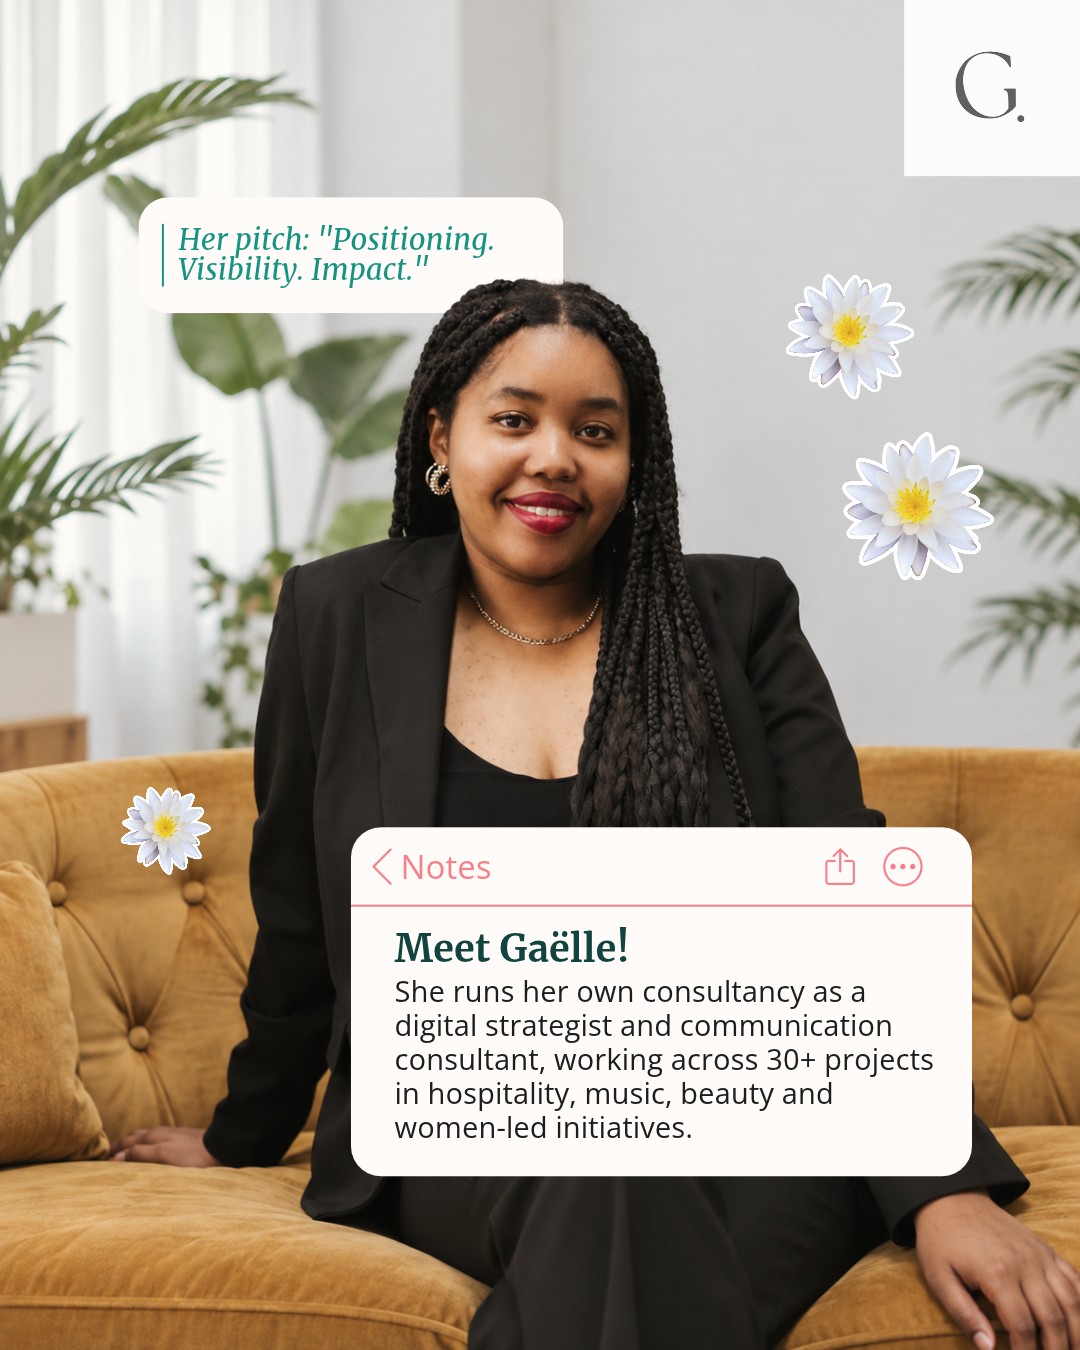 G.
Her pitch: "Positioning.
Visibility. Impact."
Notes
Meet Gaëlle!
She runs her own consultancy as a
digital strategist and communication
consultant, working across 30+ projects
in hospitality, music, beauty and
women-led initiatives.